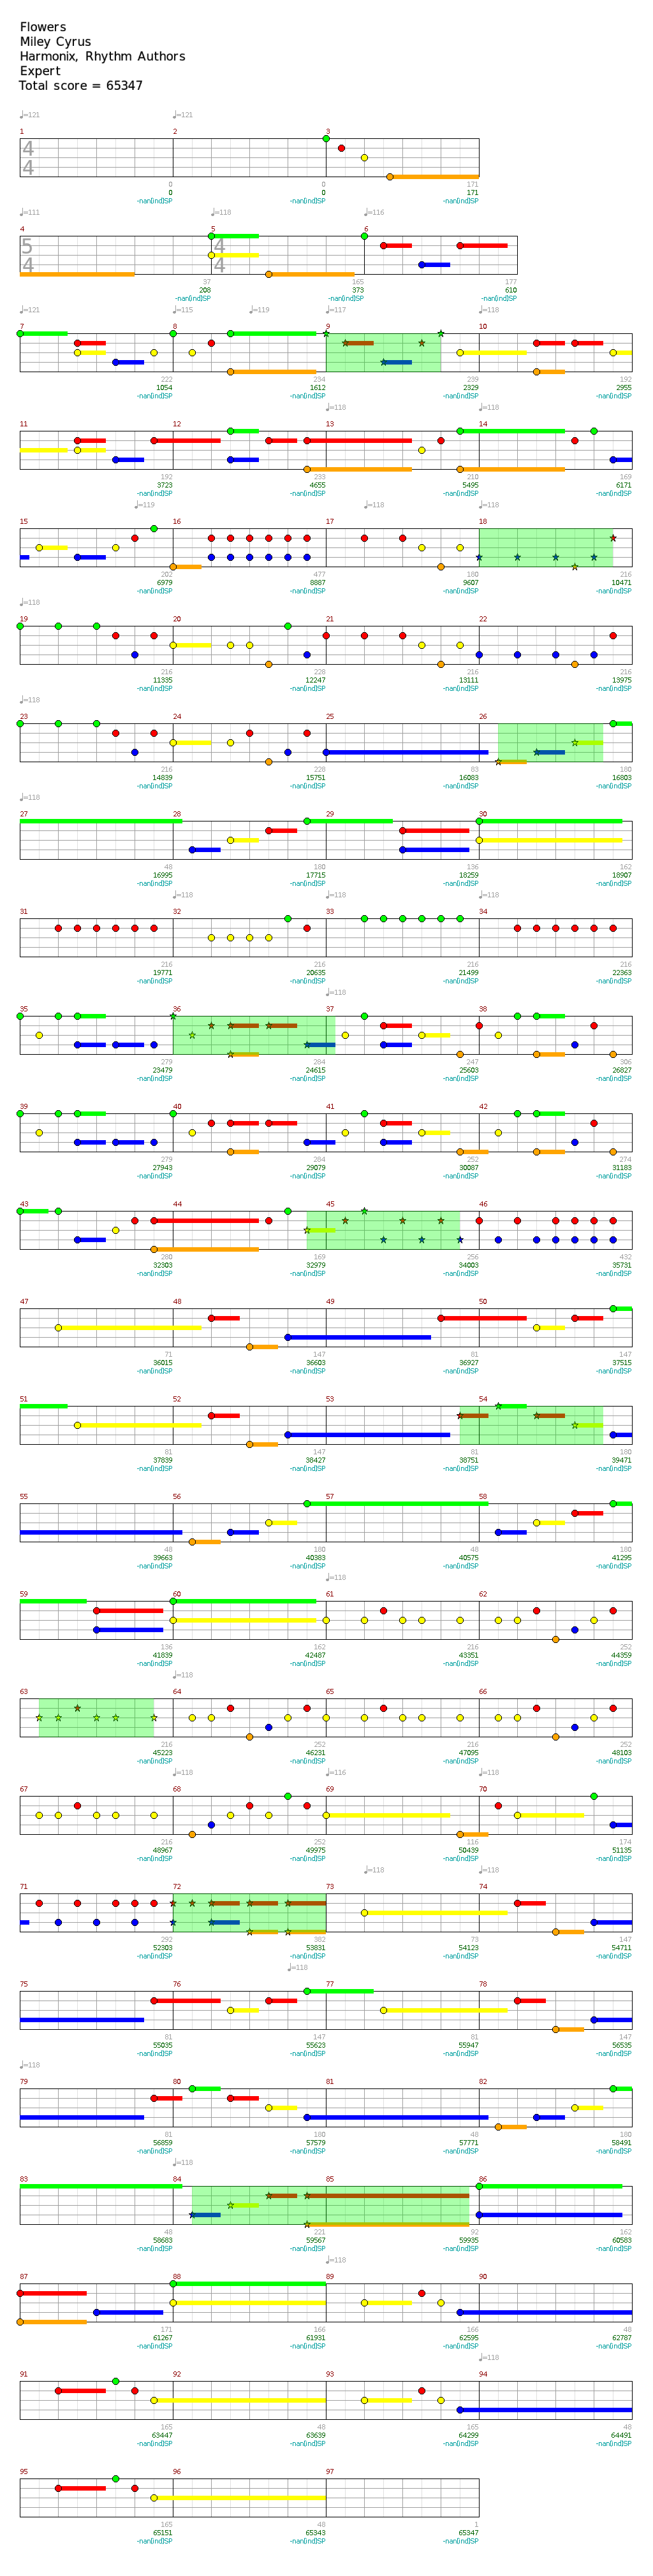 Flowers
Miley Cyrus
Harmonix, Rhythm Authors
Expert
Total score = 65347
♩=121 ♩=121
1 2 3
4
4
0 0 171
0 0 171
-nan(ind)SP -nan(ind)SP -nan(ind)SP
♩=111 ♩=118 ♩=116
4 5 6
5 4
4 4
37 165 177
208 373 610
-nan(ind)SP -nan(ind)SP -nan(ind)SP
♩=121 ♩=115 ♩=119 ♩=117 ♩=118
7 8 9 10
222 234 239 192
1054 1612 2329 2955
-nan(ind)SP -nan(ind)SP -nan(ind)SP -nan(ind)SP
♩=118 ♩=118
11 12 13 14
192 233 210 169
3723 4655 5495 6171
-nan(ind)SP -nan(ind)SP -nan(ind)SP -nan(ind)SP
♩=119 ♩=118 ♩=118
15 16 17 18
202 477 180 216
6979 8887 9607 10471
-nan(ind)SP -nan(ind)SP -nan(ind)SP -nan(ind)SP
♩=118
19 20 21 22
216 228 216 216
11335 12247 13111 13975
-nan(ind)SP -nan(ind)SP -nan(ind)SP -nan(ind)SP
♩=118
23 24 25 26
216 228 83 180
14839 15751 16083 16803
-nan(ind)SP -nan(ind)SP -nan(ind)SP -nan(ind)SP
♩=118
27 28 29 30
48 180 136 162
16995 17715 18259 18907
-nan(ind)SP -nan(ind)SP -nan(ind)SP -nan(ind)SP
♩=118 ♩=118 ♩=118
31 32 33 34
216 216 216 216
19771 20635 21499 22363
-nan(ind)SP -nan(ind)SP -nan(ind)SP -nan(ind)SP
♩=118
35 36 37 38
279 284 247 306
23479 24615 25603 26827
-nan(ind)SP -nan(ind)SP -nan(ind)SP -nan(ind)SP
39 40 41 42
279 284 252 274
27943 29079 30087 31183
-nan(ind)SP -nan(ind)SP -nan(ind)SP -nan(ind)SP
43 44 45 46
280 169 256 432
32303 32979 34003 35731
-nan(ind)SP -nan(ind)SP -nan(ind)SP -nan(ind)SP
47 48 49 50
71 147 81 147
36015 36603 36927 37515
-nan(ind)SP -nan(ind)SP -nan(ind)SP -nan(ind)SP
51 52 53 54
81 147 81 180
37839 38427 38751 39471
-nan(ind)SP -nan(ind)SP -nan(ind)SP -nan(ind)SP
55 56 57 58
48 180 48 180
39663 40383 40575 41295
-nan(ind)SP -nan(ind)SP -nan(ind)SP -nan(ind)SP
♩=118
59 60 61 62
136 162 216 252
41839 42487 43351 44359
-nan(ind)SP -nan(ind)SP -nan(ind)SP -nan(ind)SP
♩=118
63 64 65 66
216 252 216 252
45223 46231 47095 48103
-nan(ind)SP -nan(ind)SP -nan(ind)SP -nan(ind)SP
♩=118 ♩=116 ♩=118
67 68 69 70
216 252 116 174
48967 49975 50439 51135
-nan(ind)SP -nan(ind)SP -nan(ind)SP -nan(ind)SP
♩=118 ♩=118
71 72 73 74
292 382 73 147
52303 53831 54123 54711
-nan(ind)SP -nan(ind)SP -nan(ind)SP -nan(ind)SP
♩=118
75 76 77 78
81 147 81 147
55035 55623 55947 56535
-nan(ind)SP -nan(ind)SP -nan(ind)SP -nan(ind)SP
♩=118
79 80 81 82
81 180 48 180
56859 57579 57771 58491
-nan(ind)SP -nan(ind)SP -nan(ind)SP -nan(ind)SP
♩=118
83 84 85 86
48 221 92 162
58683 59567 59935 60583
-nan(ind)SP -nan(ind)SP -nan(ind)SP -nan(ind)SP
♩=118
87 88 89 90
171 166 166 48
61267 61931 62595 62787
-nan(ind)SP -nan(ind)SP -nan(ind)SP -nan(ind)SP
♩=118
91 92 93 94
165 48 165 48
63447 63639 64299 64491
-nan(ind)SP -nan(ind)SP -nan(ind)SP -nan(ind)SP
95 96 97
165 48 1
65151 65343 65347
-nan(ind)SP -nan(ind)SP -nan(ind)SP